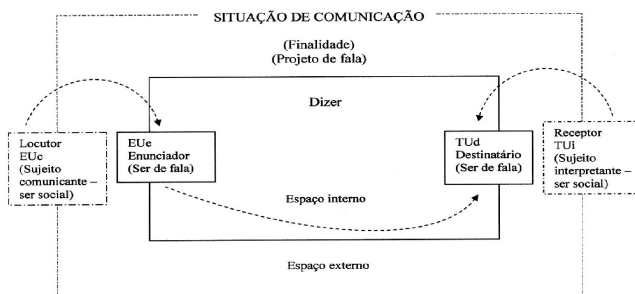 SITUAÇÃO DE COMUNICAÇÃO
(Finalidade)
(Projeto de fala)
Dizer
Locutor
EUc
(Sujeito
comunicante –
ser social)
EUe
Enunciador
(Ser de fala)
TUd
Destinatário
(Ser de fala)
Receptor
TUi
(Sujeito
interpretante –
ser social)
Espaço interno
Espaço externo